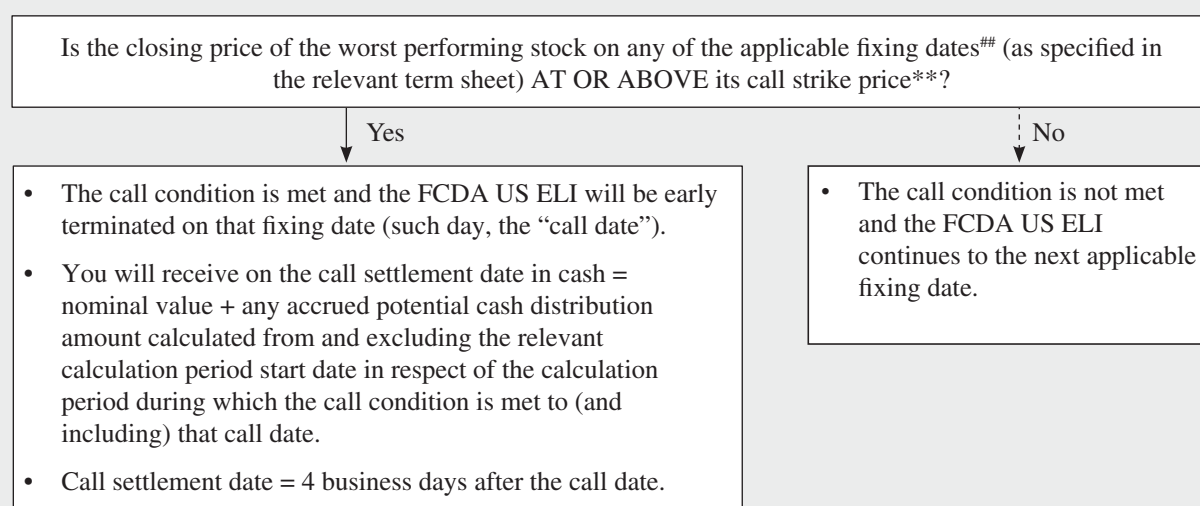 Is the closing price of the worst performing stock on any of the applicable fixing dates## (as specified in
the relevant term sheet) AT OR ABOVE its call strike price**?
Yes
No
• The call condition is met and the FCDA US ELI will be early
terminated on that fixing date (such day, the “call date”).
• You will receive on the call settlement date in cash =
nominal value + any accrued potential cash distribution
amount calculated from and excluding the relevant
calculation period start date in respect of the calculation
period during which the call condition is met to (and
including) that call date.
• Call settlement date = 4 business days after the call date.
• The call condition is not met
and the FCDA US ELI
continues to the next applicable
fixing date.